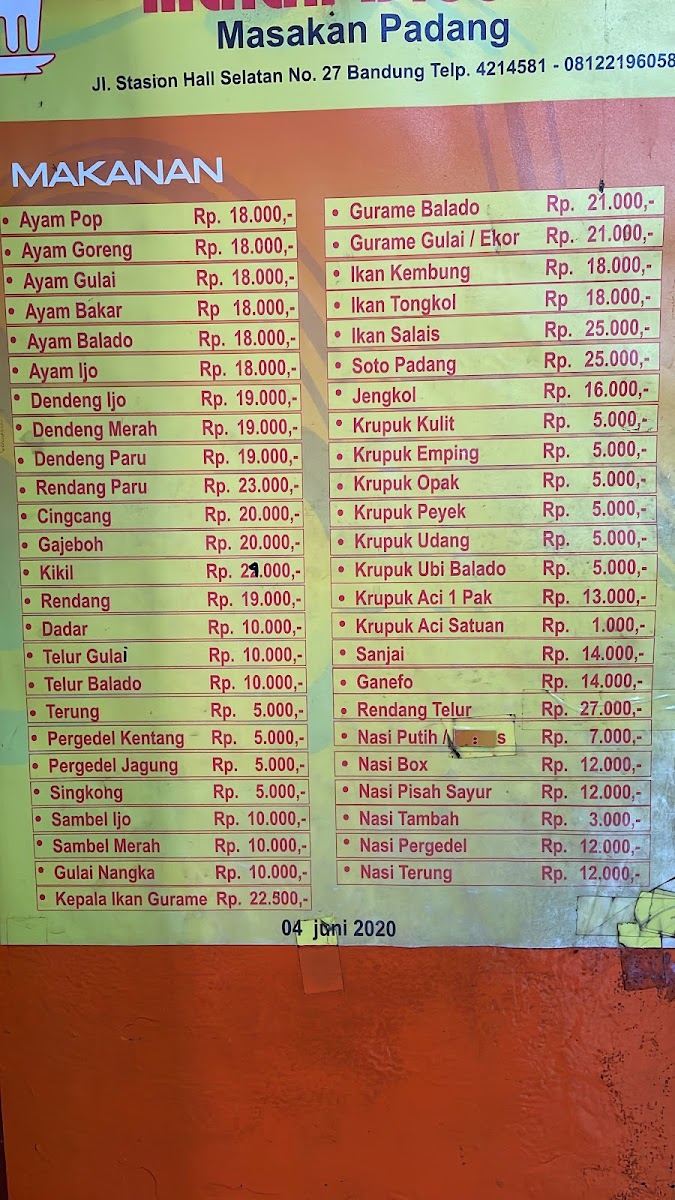 Masakan Padang
Jl. Stasion Hall Selatan No. 27 Bandung Telp. 4214581 - 08122196058
MAKANAN
• Ayam Pop Rp. 18.000,-
• Ayam Goreng Rp. 18.000,-
• Ayam Gulai Rp. 18.000,-
• Ayam Bakar Rp 18.000,-
• Ayam Balado Rp. 18.000,-
• Ayam Ijo Rp. 18.000,-
• Dendeng Ijo Rp. 19.000,-
• Dendeng Merah Rp. 19.000,-
• Dendeng Paru Rp. 19.000,-
• Rendang Paru Rp. 23.000,-
• Cingcang Rp. 20.000,-
• Gajeboh Rp. 20.000,-
• Kikil Rp.
• Rendang Rp. 19.000,-
• Dadar Rp. 10.000,-
• Telur Gulai Rp. 10.000,-
• Telur Balado Rp. 10.000,-
• Terung Rp. 5.000,-
• Pergedel Kentang Rp. 5.000,-
• Pergedel Jagung Rp. 5.000,-
• Singkohg Rp. 5.000,-
• Sambel Ijo Rp. 10.000,-
• Sambel Merah Rp. 10.000,-
• Gulai Nangka Rp. 10.000,-
• Kepala Ikan Gurame Rp. 22.500,-
• Gurame Balado Rp. 21.000,-
• Gurame Gulai / Ekor Rp. 21.000,-
• Ikan Kembung Rp. 18.000,-
• Ikan Tongkol Rp 18.000,-
• Ikan Salais Rp. 25.000,-
• Soto Padang Rp. 25.000,-
• Jengkol Rp. 16.000,-
• Krupuk Kulit Rp. 5.000,-
• Krupuk Emping Rp. 5.000,-
• Krupuk Opak Rp. 5.000,-
• Krupuk Peyek Rp. 5.000,-
• Krupuk Udang Rp. 5.000,-
• Krupuk Ubi Balado Rp. 5.000,-
• Krupuk Aci 1 Pak Rp. 13.000,-
• Krupuk Aci Satuan Rp. 1.000,-
• Sanjai Rp. 14.000,-
• Ganefo Rp. 14.000,-
• Rendang Telur Rp. 27.000,-
• Nasi Putih / Rp. 7.000,-
• Nasi Box Rp. 12.000,-
• Nasi Pisah Sayur Rp. 12.000,-
• Nasi Tambah Rp. 3.000,-
• Nasi Pergedel Rp. 12.000,-
• Nasi Terung Rp. 12.000,-
04 juni 2020